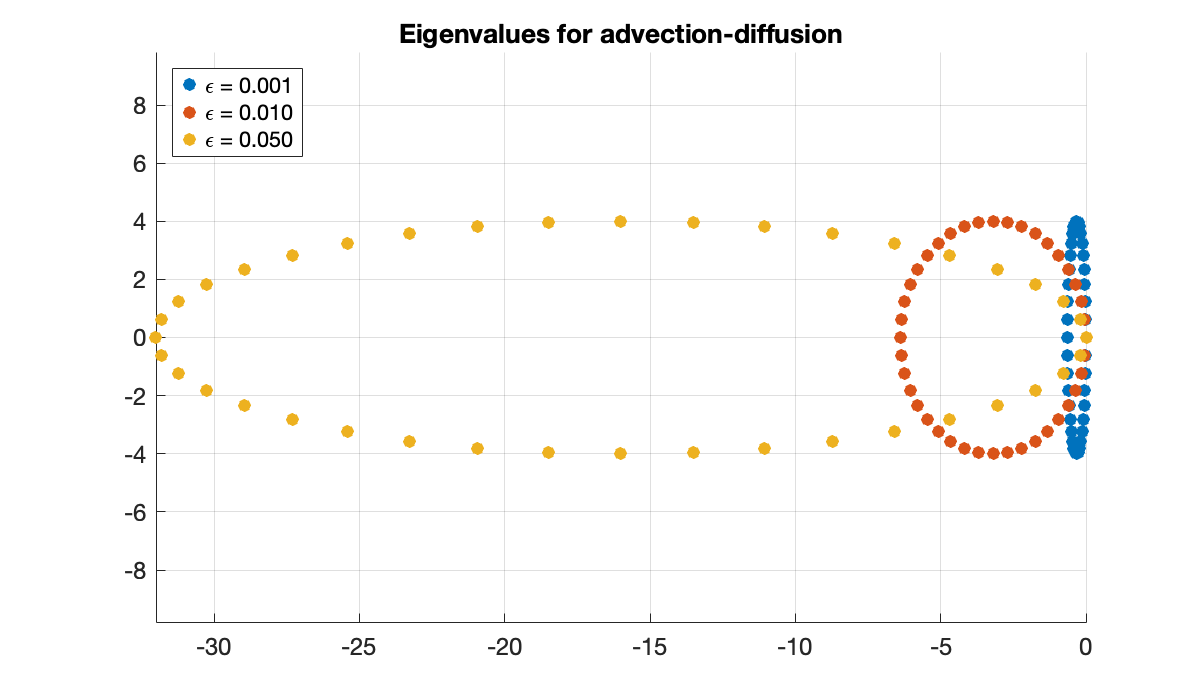 Eigenvalues for advection-diffusion
ϵ = 0.001
ϵ = 0.010
ϵ = 0.050
8
6
4
2
0
-2
-4
-6
-8
-30 -25 -20 -15 -10 -5 0